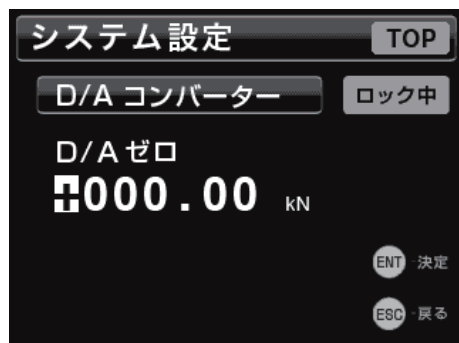 システム設定 TOP
D/A コンバーター ロック中
D/A ゼロ
+000.00 kN
ENT -決定
ESC -戻る